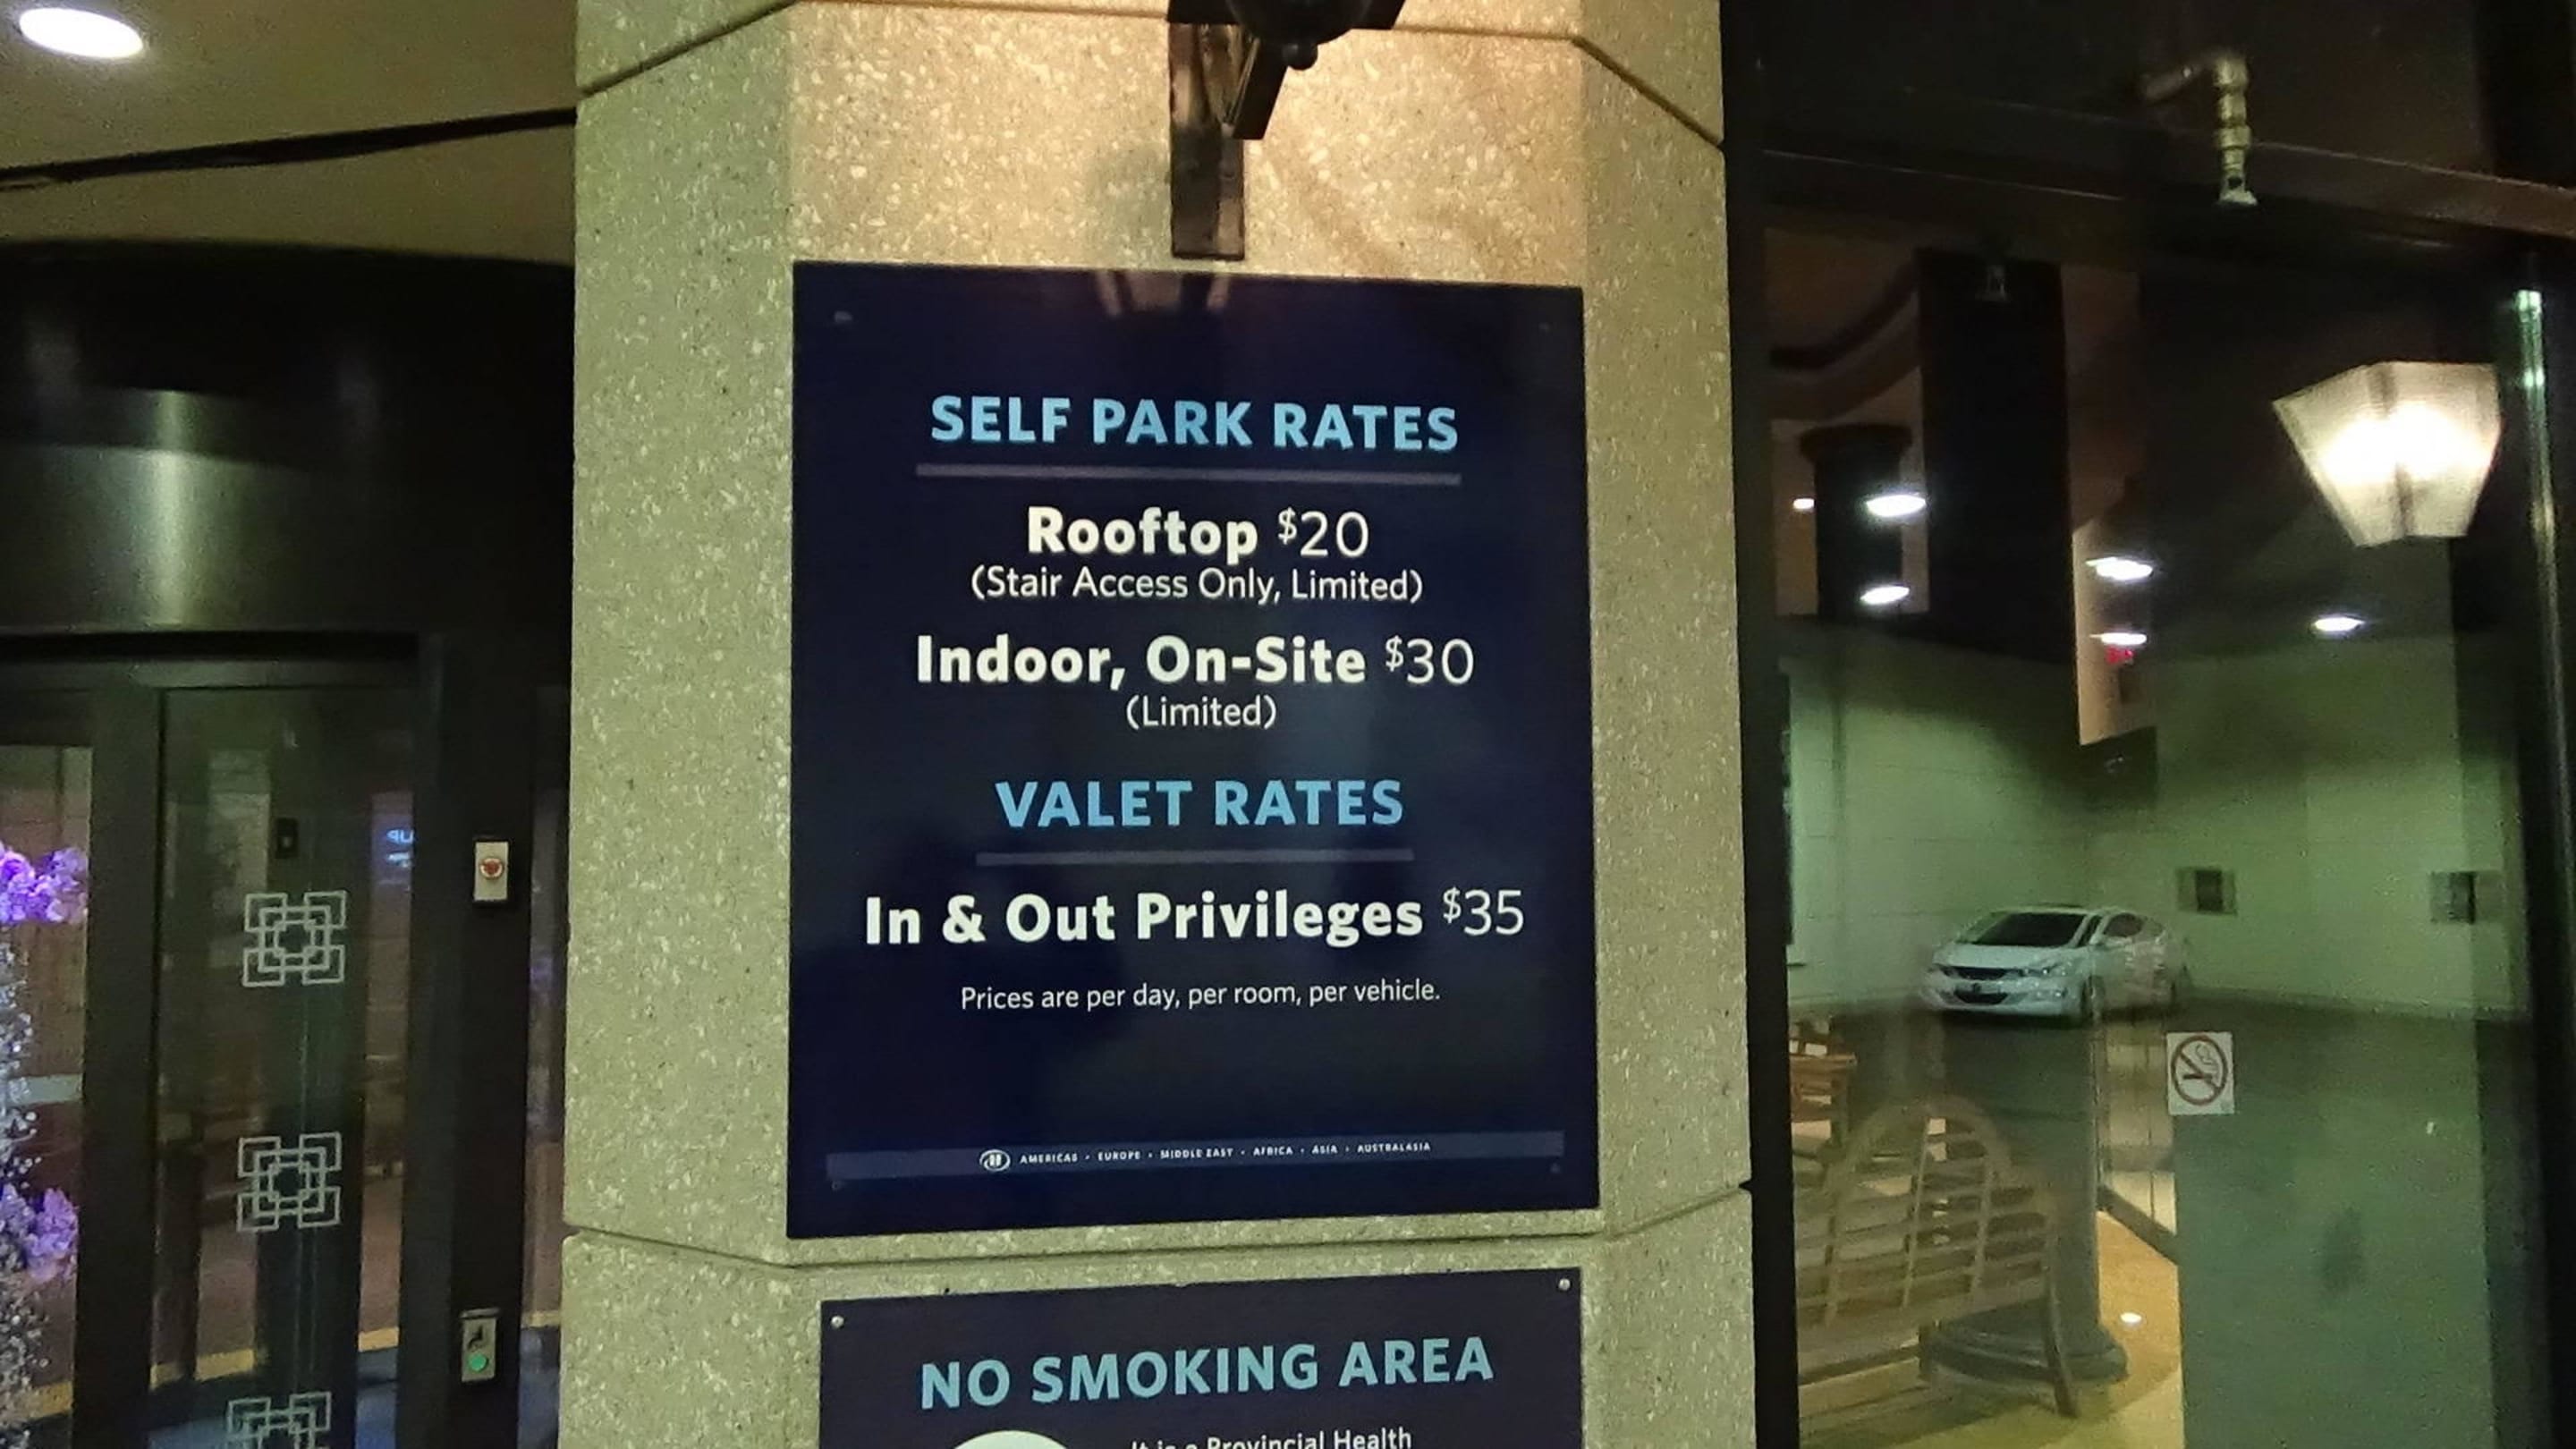 SELF PARK RATES
Rooftop $20
(Stair Access Only, Limited)
Indoor, On-Site $30
(Limited)
VALET RATES
In & Out Privileges $35
Prices are per day, per room, per vehicle.
AMERICAS · EUROPE · MIDDLE EAST · AFRICA · ASIA · AUSTRALASIA
NO SMOKING AREA
It is a Provincial Health